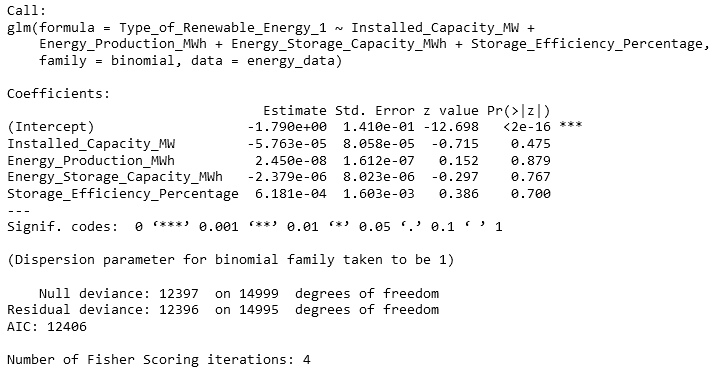 Call:
glm(formula = Type_of_Renewable_Energy_1 ~ Installed_Capacity_MW +
    Energy_Production_MWh + Energy_Storage_Capacity_MWh + Storage_Efficiency_Percentage,
    family = binomial, data = energy_data)

Coefficients:
                                Estimate Std. Error z value Pr(>|z|)
(Intercept)                   -1.790e+00  1.410e-01 -12.698   <2e-16 ***
Installed_Capacity_MW         -5.763e-05  8.058e-05  -0.715    0.475
Energy_Production_MWh          2.450e-08  1.612e-07   0.152    0.879
Energy_Storage_Capacity_MWh   -2.379e-06  8.023e-06  -0.297    0.767
Storage_Efficiency_Percentage  6.181e-04  1.603e-03   0.386    0.700
---
Signif. codes:  0 ‘***’ 0.001 ‘**’ 0.01 ‘*’ 0.05 ‘.’ 0.1 ‘ ’ 1

(Dispersion parameter for binomial family taken to be 1)

    Null deviance: 12397  on 14999  degrees of freedom
Residual deviance: 12396  on 14995  degrees of freedom
AIC: 12406

Number of Fisher Scoring iterations: 4